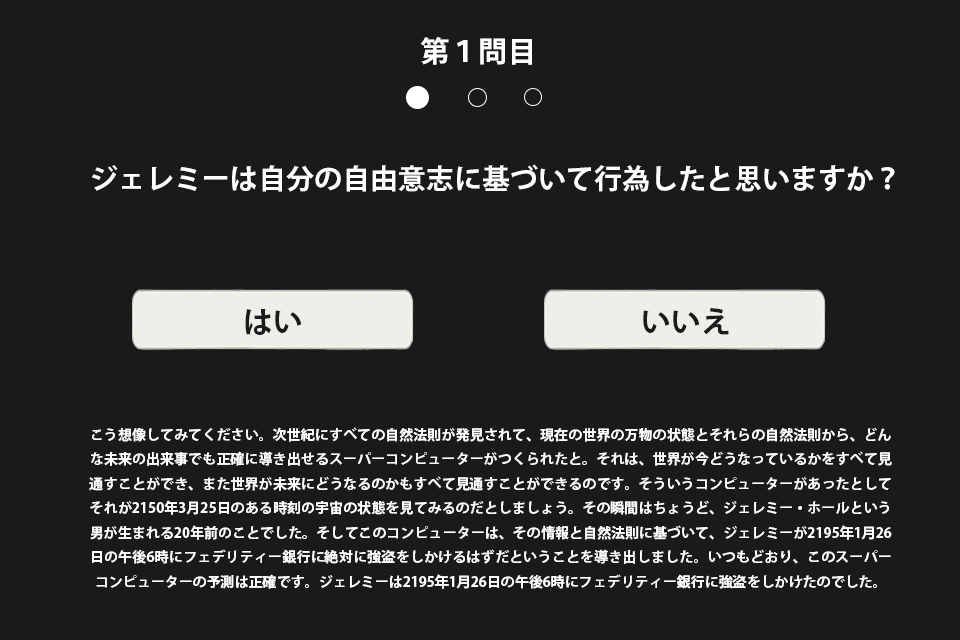 第１問目
ジェレミーは自分の自由意志に基づいて行為したと思いますか？
はい
いいえ
こう想像してみてください。次世紀にすべての自然法則が発見されて、現在の世界の万物の状態とそれらの自然法則から、どん
な未来の出来事でも正確に導き出せるスーパーコンピューターがつくられたと。それは、世界が今どうなっているかをすべて見
通すことができ、また世界が未来にどうなるのかもすべて見通すことができるのです。そういうコンピューターがあったとして
それが2150年3月25日のある時刻の宇宙の状態を見てみるのだとしましょう。その瞬間はちょうど、ジェレミー・ホールという
男が生まれる20年前のことでした。そしてこのコンピューターは、その情報と自然法則に基づいて、ジェレミーが2195年1月26
日の午後6時にフェデリティー銀行に絶対に強盗をしかけるはずだということを導き出しました。いつもどおり、このスーパー
コンピューターの予測は正確です。ジェレミーは2195年1月26日の午後6時にフェデリティー銀行に強盗をしかけたのでした。